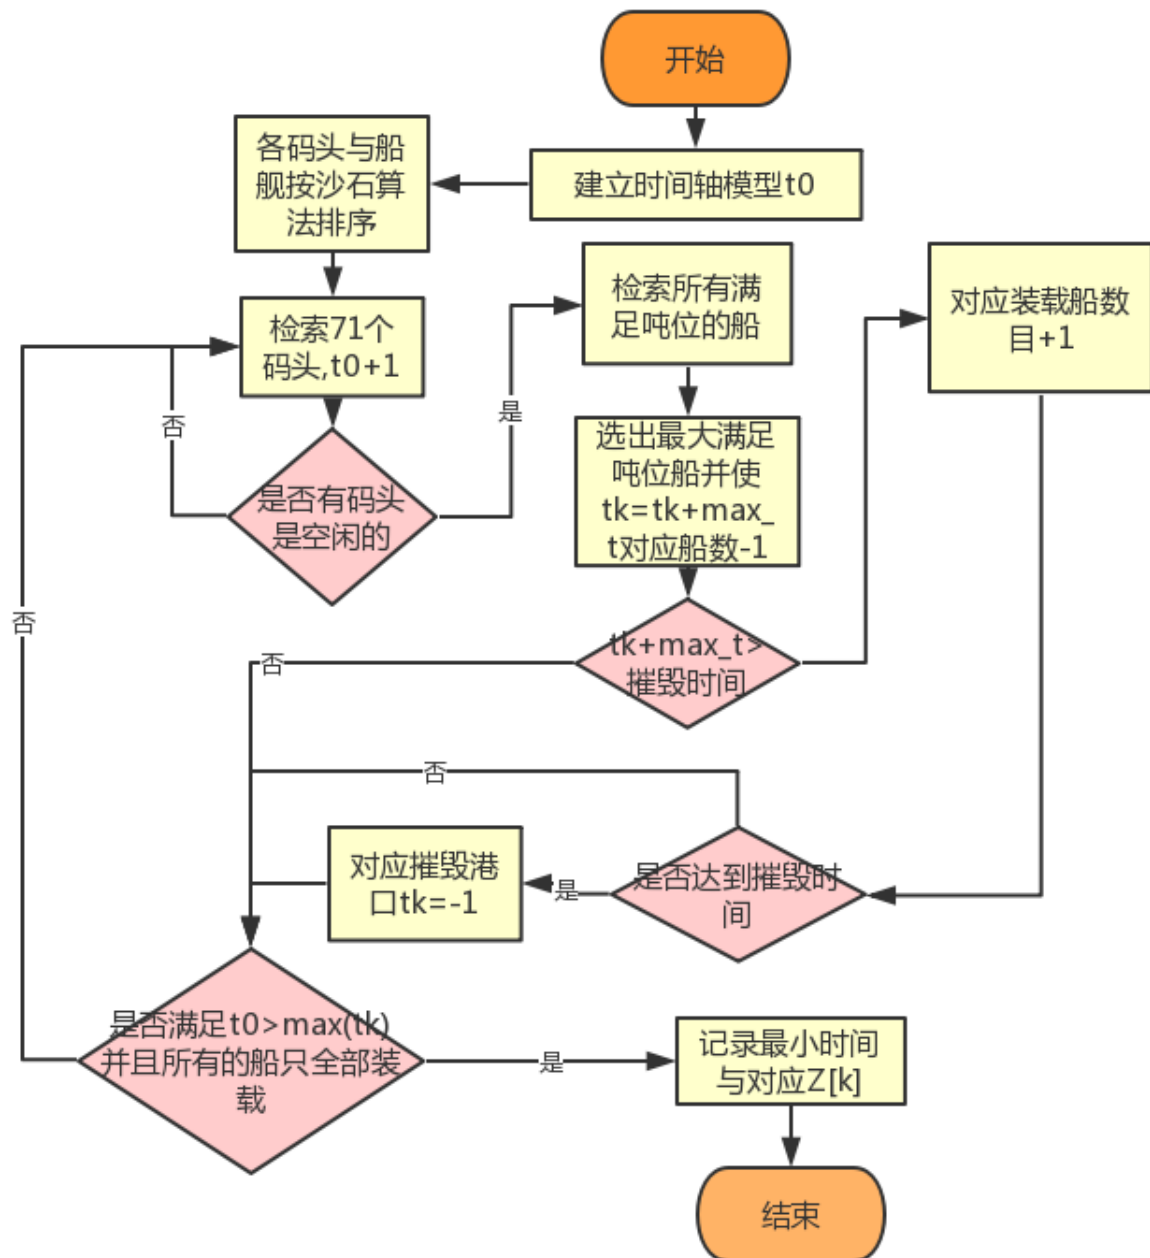 开始
建立时间轴模型t0
各码头与船
舰按沙石算
法排序
检索71个
码头,t0+1
否
是否有码头
是空闲的
是
检索所有满
足吨位的船
选出最大满足
吨位船并使
tk=tk+max_
t对应船数-1
tk+max_t>
摧毁时间
对应装载船数
目+1
否
否
是否达到摧毁时
间
是
对应摧毁港
口tk=-1
否
是否满足t0>max(tk)
并且所有的船只全部装
载
是
记录最小时间
与对应Z[k]
结束